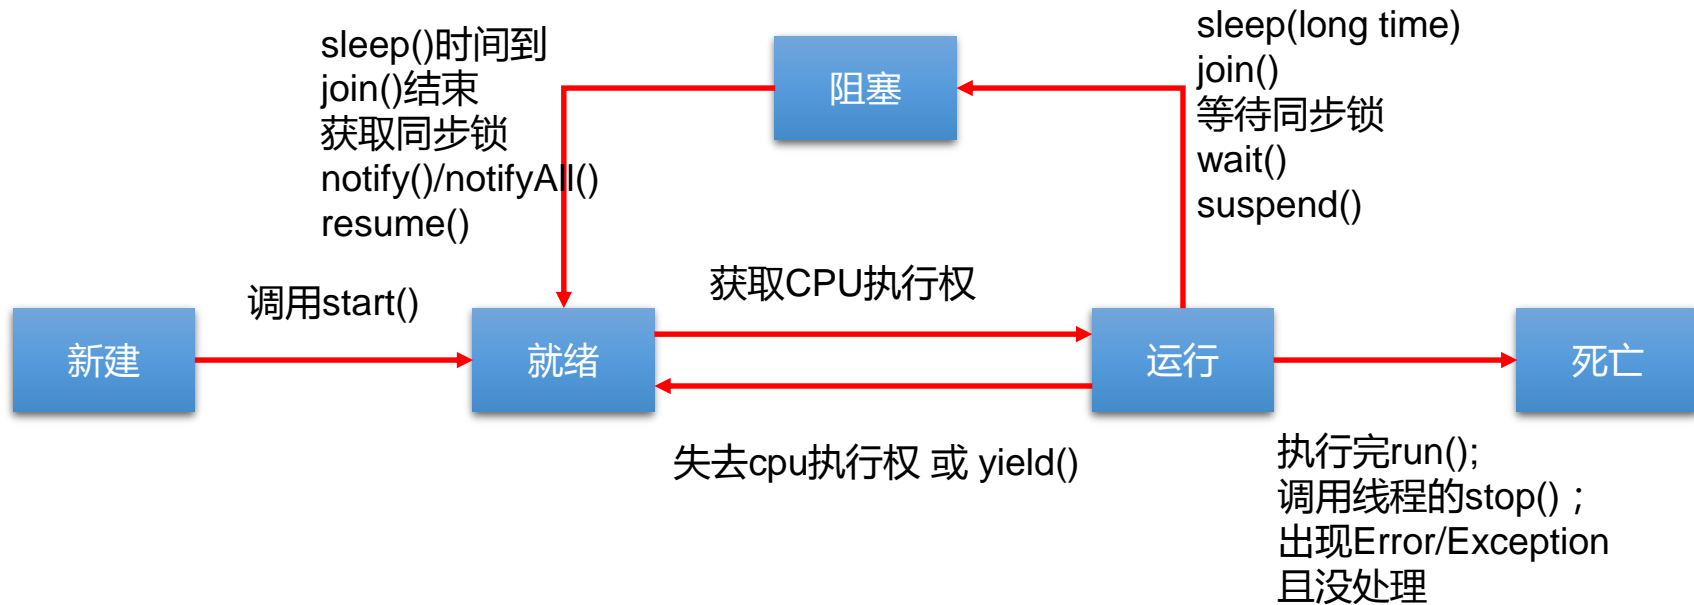 sleep()时间到
join()结束
获取同步锁
notify()/notifyAll()
resume()
阻塞
sleep(long time)
join()
等待同步锁
wait()
suspend()
调用start()
获取CPU执行权
新建
就绪
运行
死亡
失去cpu执行权 或 yield()
执行完run();
调用线程的stop()；
出现Error/Exception
且没处理